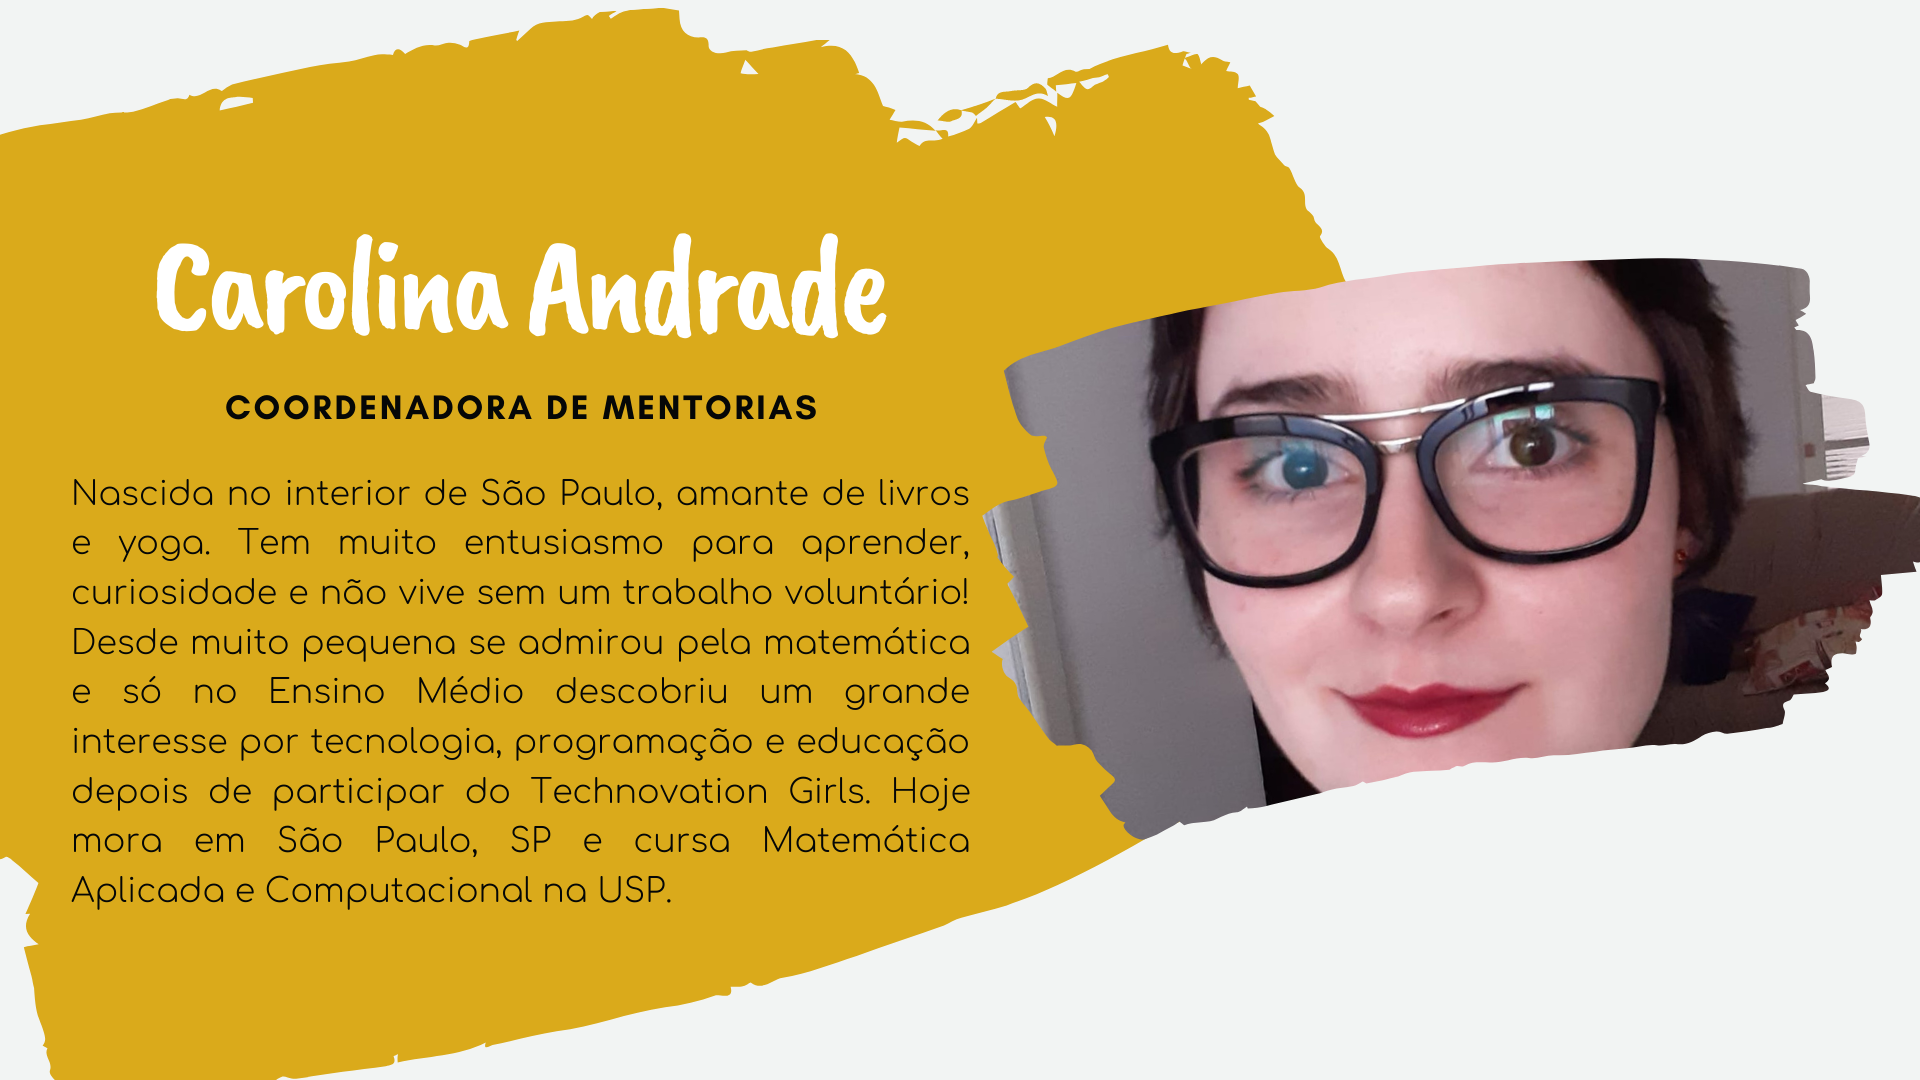 Carolina Andrade
COORDENADORA DE MENTORIAS
Nascida no interior de São Paulo, amante de livros
e yoga. Tem muito entusiasmo para aprender,
curiosidade e não vive sem um trabalho voluntário!
Desde muito pequena se admirou pela matemática
e só no Ensino Médio descobriu um grande
interesse por tecnologia, programação e educação
depois de participar do Technovation Girls. Hoje
mora em São Paulo, SP e cursa Matemática
Aplicada e Computacional na USP.